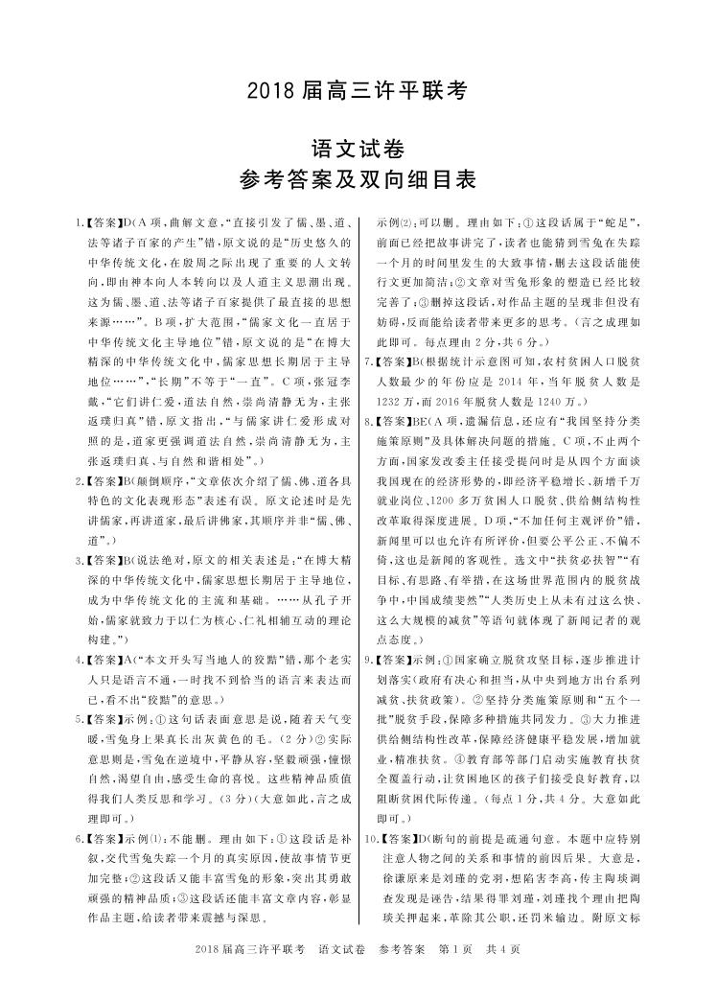 2018 届高三许平联考
语文试卷
参考答案及双向细目表
1.【答案】D(A 项，曲解文意，“直接引发了儒、墨、道、
法等诸子百家的产生”错，原文说的是“历史悠久的
中华传统文化，在殷周之际出现了重要的人文转
向，即由神本向人本转向以及人道主义思潮出现。
这为儒、墨、道、法等诸子百家提供了最直接的思想
来源……”。B 项，扩大范围，“儒家文化一直居于
中华传统文化主导地位”错，原文说的是“在博大
精深的中华传统文化中，儒家思想长期居于主导
地位……”，“长期”不等于“一直”。C 项，张冠李
戴，“它们讲仁爱，道法自然，崇尚清静无为，主张
返璞归真”错，原文指出，“与儒家讲仁爱形成对
照的是，道家更强调道法自然，崇尚清静无为，主
张返璞归真、与自然和谐相处”。)
2.【答案】B(颠倒顺序，“文章依次介绍了儒、佛、道各具
特色的文化表现形态”表述有误。原文论述时是先
讲儒家，再讲道家，最后讲佛家，其顺序并非“儒、佛、
道”。)
3.【答案】B(说法绝对，原文的相关表述是：“在博大精
深的中华传统文化中，儒家思想长期居于主导地位，
成为中华传统文化的主流和基础。……从孔子开
始，儒家就致力于以仁为核心、仁礼相辅互动的理论
构建。”)
4.【答案】A(“本文开头写当地人的狡黠”错，那个老实
人只是语言不通，一时找不到恰当的语言来表达而
已，看不出“狡黠”的意思。)
5.【答案】示例：①这句话表面意思是说，随着天气变
暖，雪兔身上果真长出灰黄色的毛。(2 分)②实际
意思则是，雪兔在逆境中，平静从容，坚毅顽强，憧憬
自然，渴望自由，感受生命的喜悦。这些精神品质值
得我们人类反思和学习。(3 分)(大意如此，言之成
理即可。)
6.【答案】示例(1)：不能删。理由如下：①这段话是补
叙，交代雪兔失踪一个月的真实原因，使故事情节更
加完整；②这段话又能丰富雪兔的形象，突出其勇敢
顽强的精神品质；③这段话还能丰富文章内容，彰显
作品主题，给读者带来震撼与深思。
示例(2)：可以删。理由如下：①这段话属于“蛇足”，
前面已经把故事讲完了，读者也能猜到雪兔在失踪
一个月的时间里发生的大致事情，删去这段话能使
行文更加简洁；②文章对雪兔形象的塑造已经比较
完善了；③删掉这段话，对作品主题的呈现非但没有
妨碍，反而能给读者带来更多的思考。(言之成理如
此即可。每点理由 2 分，共 6 分。)
7.【答案】B(根据统计示意图可知，农村贫困人口脱贫
人数最少的年份应是 2014 年，当年脱贫人数是
1232 万，而 2016 年脱贫人数是 1240 万。)
8.【答案】BE(A 项，遗漏信息，还应有“我国坚持分类
施策原则”及具体解决问题的措施。C 项，不止两个
方面，国家发改委主任接受提问时是从四个方面谈
我国现在的经济形势的，即经济平稳增长、新增千万
就业岗位、1200 多万贫困人口脱贫、供给侧结构性
改革取得深度进展。D 项，“不加任何主观评价”错，
新闻里可以也允许有所评价，但要公平公正、不偏不
倚，这也是新闻的客观性。选文中“扶贫必扶智”“有
目标、有思路、有举措，在这场世界范围内的脱贫战
争中，中国成绩斐然”“人类历史上从未有过这么快、
这么大规模的减贫”等语句就体现了新闻记者的观
点态度。)
9.【答案】示例：①国家确立脱贫攻坚目标，逐步推进计
划落实(政府有决心和担当，从中央到地方出台系列
减贫、扶贫政策)。②坚持分类施策原则和“五个一
批”脱贫手段，保障多种措施共同发力。③大力推进
供给侧结构性改革，保障经济健康平稳发展，增加就
业，精准扶贫。④教育部等部门启动实施教育扶贫
全覆盖行动，让贫困地区的孩子们接受良好教育，以
阻断贫困代际传递。(每点 1 分，共 4 分。大意如此
即可。)
10.【答案】D(断句的前提是疏通句意。本题中应特别
注意人物之间的关系和事情的前因后果。大意是，
徐谦原来是刘瑾的党羽，想陷害李高，传主陶琰调
查发现是诬告，结果得罪刘瑾，刘瑾找个理由把陶
琰关押起来，革除其公职，还罚米输边。附原文标
2018 届高三许平联考　语文试卷　参考答案　第 1 页　共 4 页